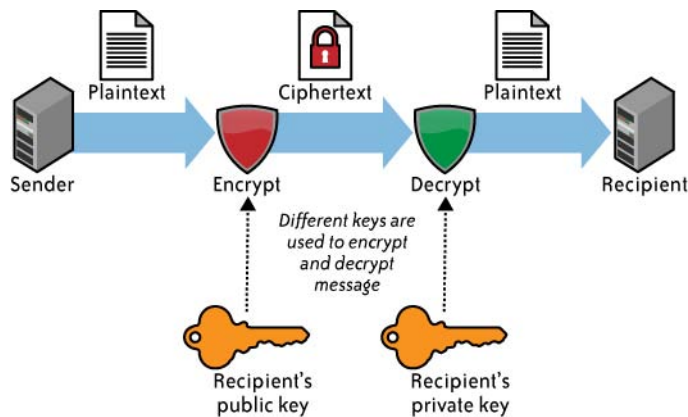 Plaintext
Ciphertext
Plaintext
Sender
Encrypt
Decrypt
Recipient
Different keys are
used to encrypt
and decrypt
message
Recipient's
public key
Recipient's
private key